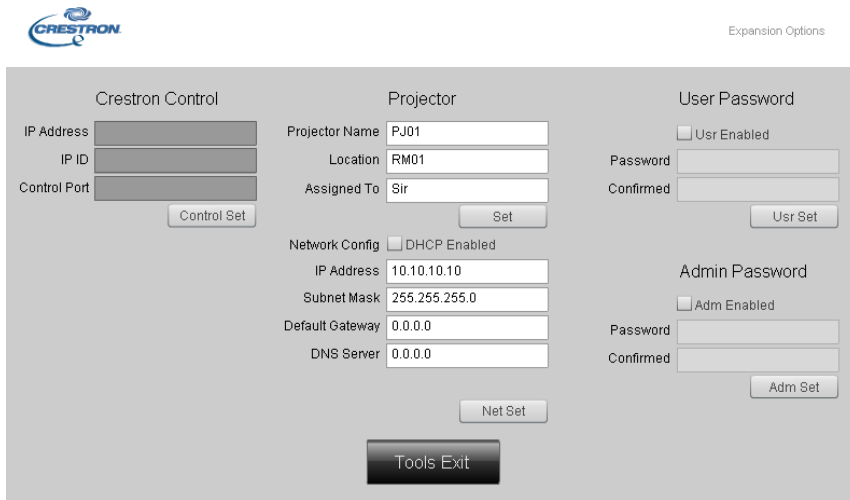 CRESTRON.
Expansion Options
Crestron Control
IP Address
IP ID
Control Port
Control Set
Projector
Projector Name PJ01
Location RM01
Assigned To Sir
Set
Network Config DHCP Enabled
IP Address 10.10.10.10
Subnet Mask 255.255.255.0
Default Gateway 0.0.0.0
DNS Server 0.0.0.0
Net Set
User Password
Usr Enabled
Password
Confirmed
Usr Set
Admin Password
Adm Enabled
Password
Confirmed
Adm Set
Tools Exit